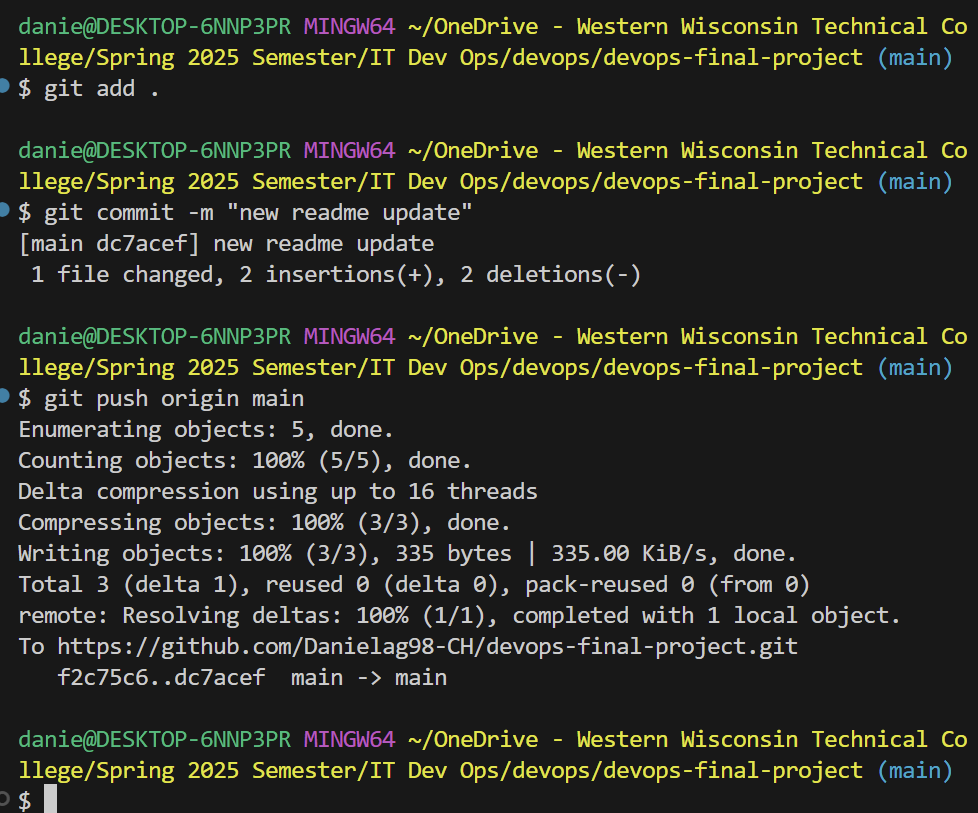 danie@DESKTOP-6NNP3PR MINGW64 ~/OneDrive - Western Wisconsin Technical Co
llege/Spring 2025 Semester/IT Dev Ops/devops/devops-final-project (main)
$ git add .
danie@DESKTOP-6NNP3PR MINGW64 ~/OneDrive - Western Wisconsin Technical Co
llege/Spring 2025 Semester/IT Dev Ops/devops/devops-final-project (main)
$ git commit -m "new readme update"
[main dc7acef] new readme update
 1 file changed, 2 insertions(+), 2 deletions(-)
danie@DESKTOP-6NNP3PR MINGW64 ~/OneDrive - Western Wisconsin Technical Co
llege/Spring 2025 Semester/IT Dev Ops/devops/devops-final-project (main)
$ git push origin main
Enumerating objects: 5, done.
Counting objects: 100% (5/5), done.
Delta compression using up to 16 threads
Compressing objects: 100% (3/3), done.
Writing objects: 100% (3/3), 335 bytes | 335.00 KiB/s, done.
Total 3 (delta 1), reused 0 (delta 0), pack-reused 0 (from 0)
remote: Resolving deltas: 100% (1/1), completed with 1 local object.
To https://github.com/Danielag98-CH/devops-final-project.git
   f2c75c6..dc7acef  main -> main
danie@DESKTOP-6NNP3PR MINGW64 ~/OneDrive - Western Wisconsin Technical Co
llege/Spring 2025 Semester/IT Dev Ops/devops/devops-final-project (main)
$